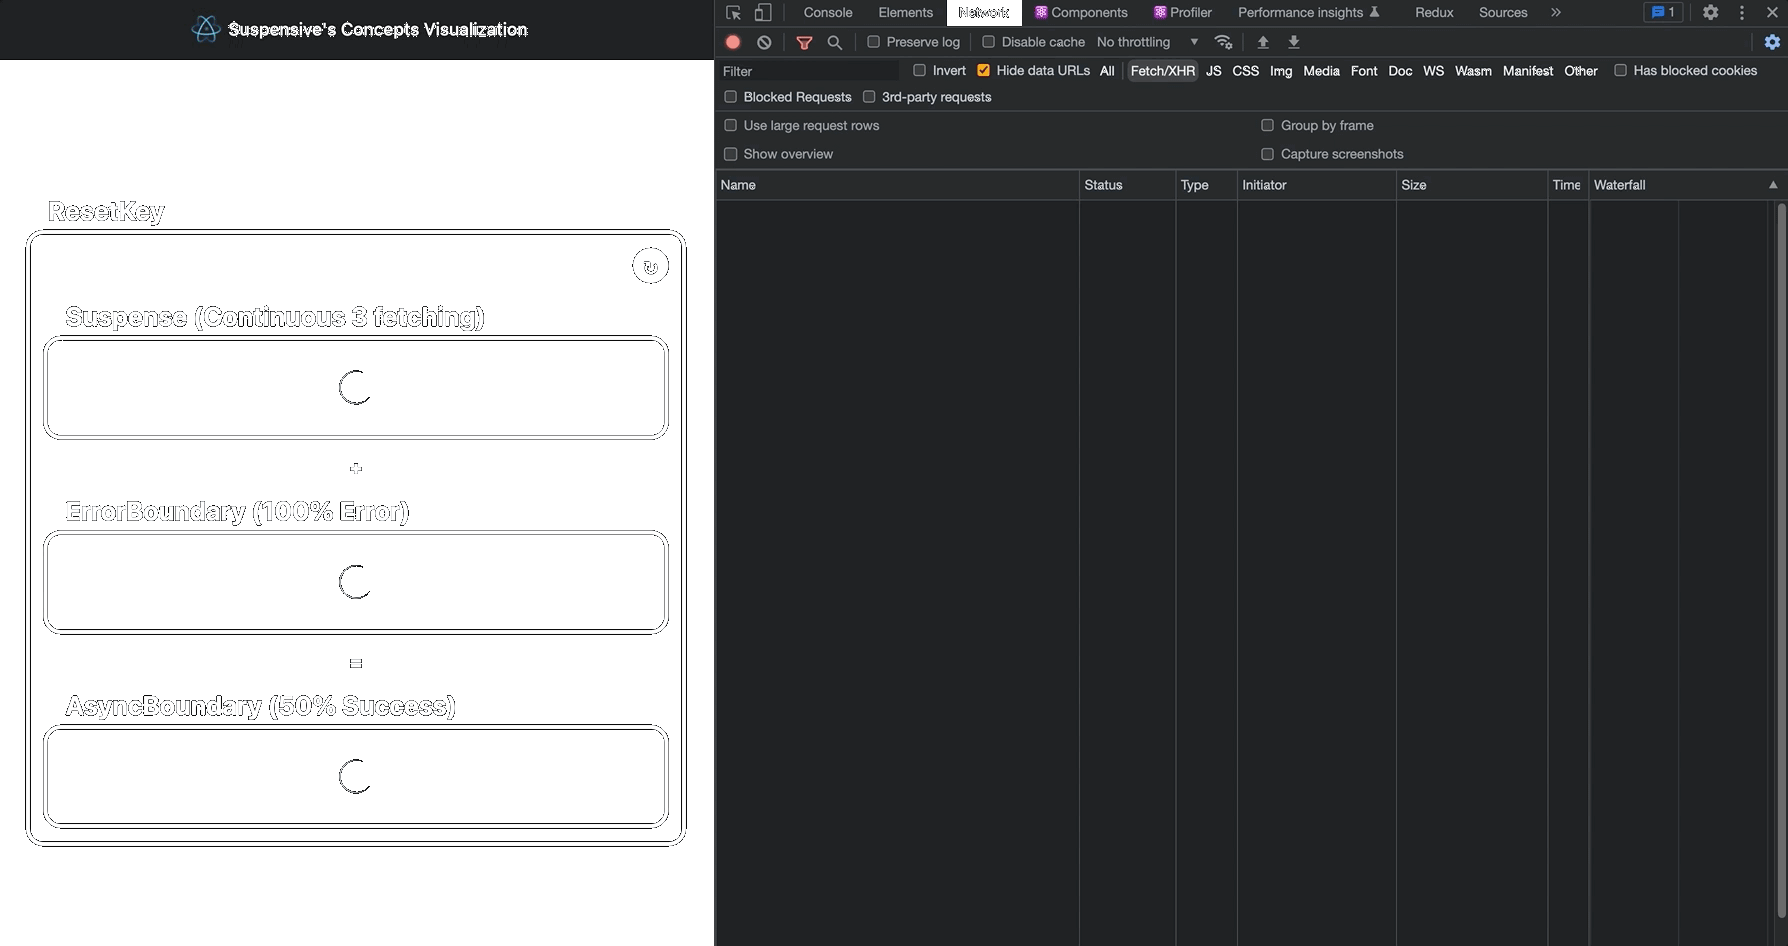 Suspensive's Concepts Visualization
ResetKey
↻
Suspense (Continuous 3 fetching)
+
ErrorBoundary (100% Error)
=
AsyncBoundary (50% Success)
Console Elements Network Components Profiler Performance insights Redux Sources » 1
Preserve log Disable cache No throttling
Filter Invert Hide data URLs All Fetch/XHR JS CSS Img Media Font Doc WS Wasm Manifest Other Has blocked cookies
Blocked Requests 3rd-party requests
Use large request rows Group by frame
Show overview Capture screenshots
Name Status Type Initiator Size Time Waterfall